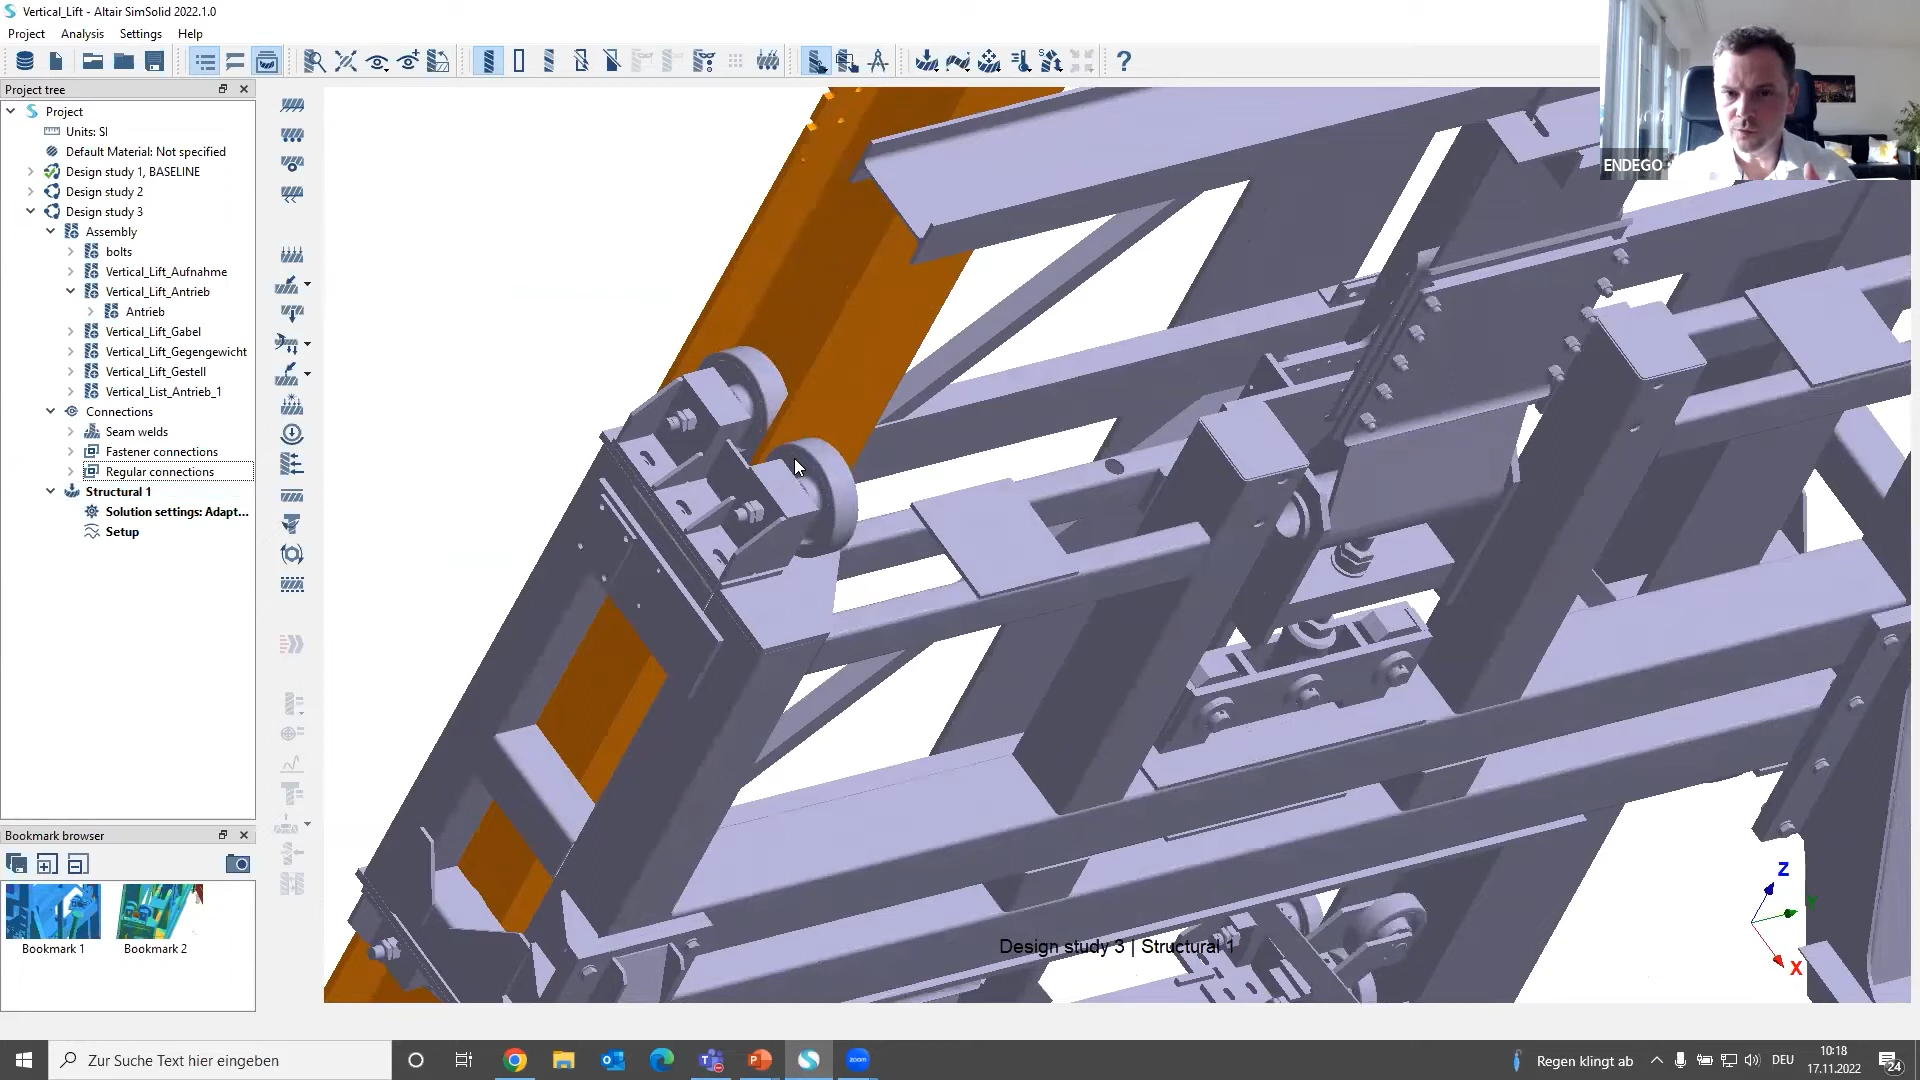 Vertical_Lift - Altair SimSolid 2022.1.0
Project Analysis Settings Help
Project tree
Project
Units: SI
Default Material: Not specified
Design study 1, BASELINE
Design study 2
Design study 3
Assembly
bolts
Vertical_Lift_Aufnahme
Vertical_Lift_Antrieb
Antrieb
Vertical_Lift_Gabel
Vertical_Lift_Gegengewicht
Vertical_Lift_Gestell
Vertical_List_Antrieb_1
Connections
Seam welds
Fastener connections
Regular connections
Structural 1
Solution settings: Adapt...
Setup
Bookmark browser
Bookmark 1 Bookmark 2
ENDEGO
Z
Y
X
Design study 3 | Structural 1
Zur Suche Text hier eingeben
zoom
Regen klingt ab
DEU
10:18
17.11.2022
24